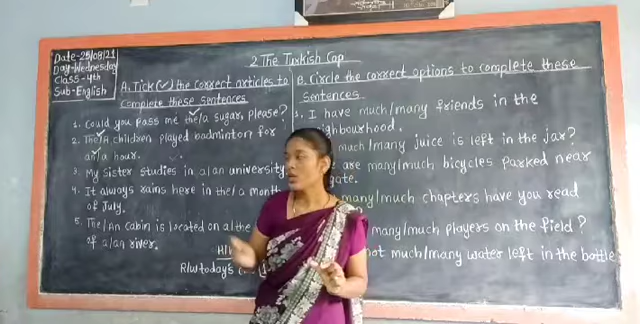 Date-25/08/21
Day-Wednesday
Class-4th
Sub-English
2 The Turkish Cap
A. Tick (✓) the correct articles to
complete these sentences
1. Could you pass me the/a sugar, please?
2. The/A children played badminton for
an/a hour.
3. My sister studies in a/an university.
4. It always rains here in the/a month
of July.
5. The/An cabin is located on a/the
of a/an river.
R/W today's
B. Circle the correct options to complete these
sentences
1. I have much/many friends in the
ghbourhood.
much/many juice is left in the jar?
are many/much bicycles parked near
gate.
many/much chapters have you read
many/much players on the field?
not much/many water left in the bottle